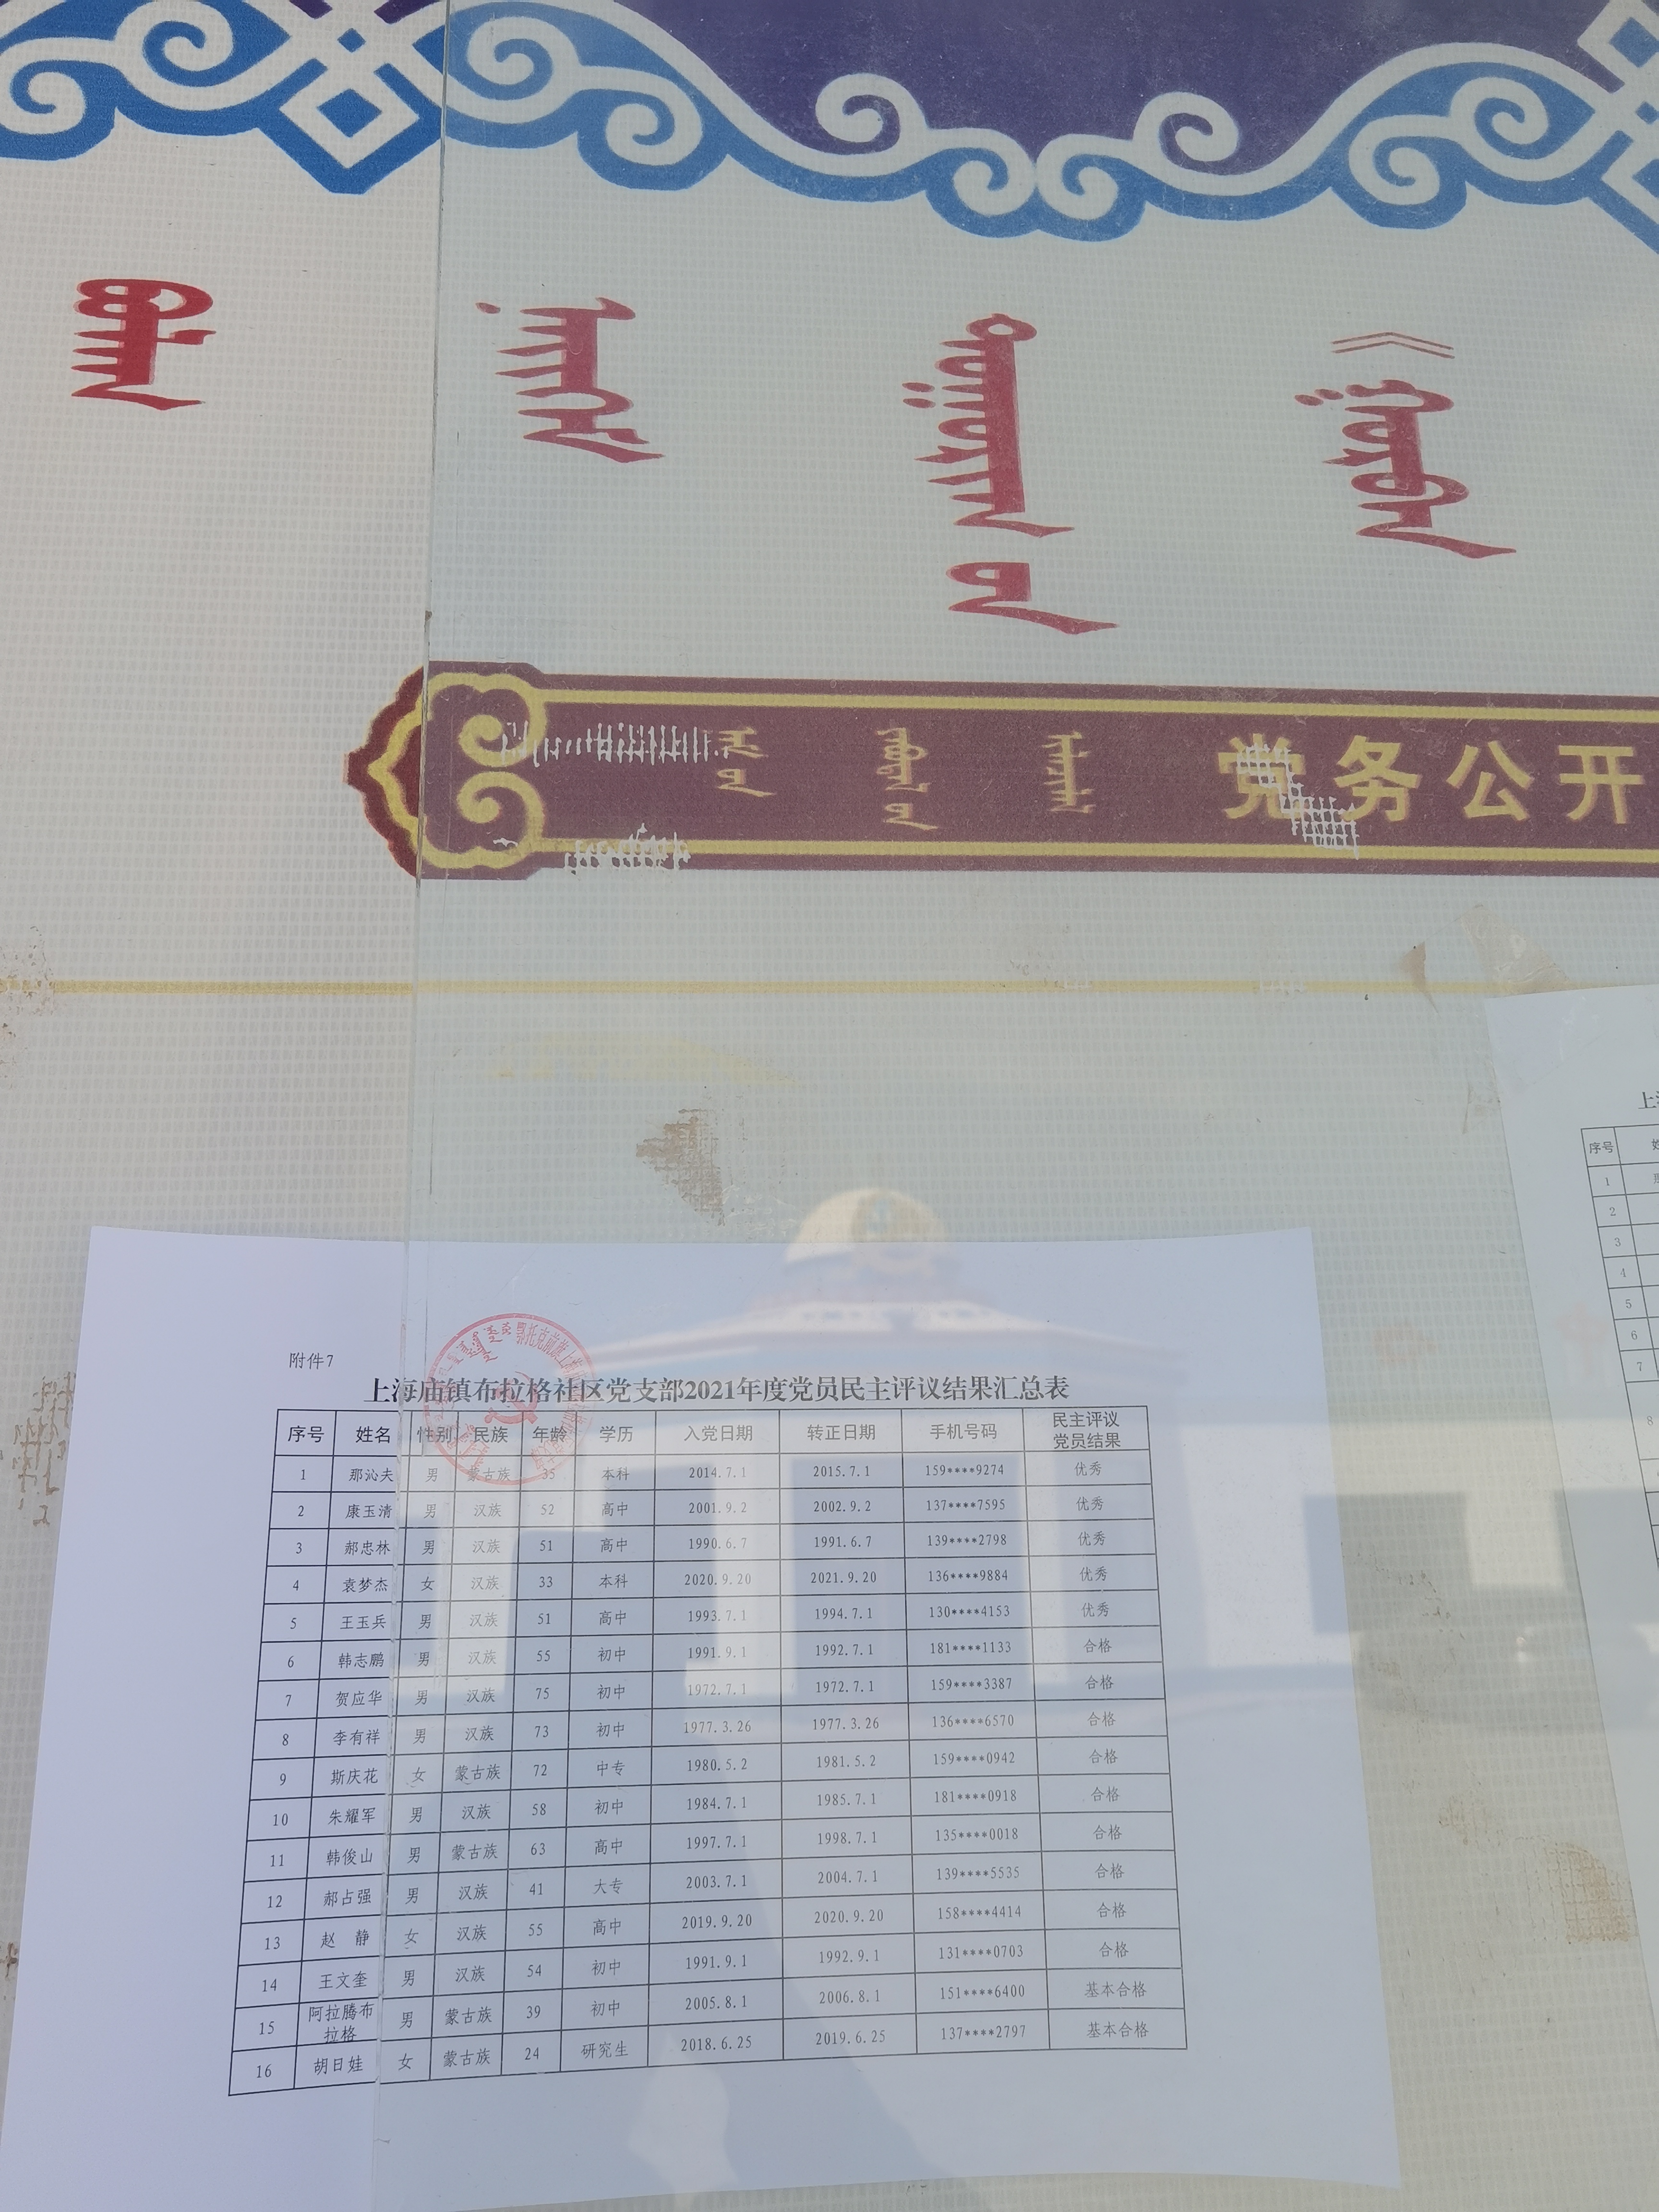 党务公开
附件7
上海庙镇布拉格社区党支部2021年度党员民主评议结果汇总表
序号 姓名 性别 民族 年龄 学历 入党日期 转正日期 手机号码 民主评议党员结果
1 那沁夫 男 蒙古族 35 本科 2014.7.1 2015.7.1 159****9274 优秀
2 康玉清 男 汉族 52 高中 2001.9.2 2002.9.2 137****7595 优秀
3 郝忠林 男 汉族 51 高中 1990.6.7 1991.6.7 139****2798 优秀
4 袁梦杰 女 汉族 33 本科 2020.9.20 2021.9.20 136****9884 优秀
5 王玉兵 男 汉族 51 高中 1993.7.1 1994.7.1 130****4153 优秀
6 韩志鹏 男 汉族 55 初中 1991.9.1 1992.7.1 181****1133 合格
7 贺应华 男 汉族 75 初中 1972.7.1 1972.7.1 159****3387 合格
8 李有祥 男 汉族 73 初中 1977.3.26 1977.3.26 136****6570 合格
9 斯庆花 女 蒙古族 72 中专 1980.5.2 1981.5.2 159****0942 合格
10 朱耀军 男 汉族 58 初中 1984.7.1 1985.7.1 181****0918 合格
11 韩俊山 男 蒙古族 63 高中 1997.7.1 1998.7.1 135****0018 合格
12 郝占强 男 汉族 41 大专 2003.7.1 2004.7.1 139****5535 合格
13 赵 静 女 汉族 55 高中 2019.9.20 2020.9.20 158****4414 合格
14 王文奎 男 汉族 54 初中 1991.9.1 1992.9.1 131****0703 合格
15 阿拉腾布拉格 男 蒙古族 39 初中 2005.8.1 2006.8.1 151****6400 基本合格
16 胡日娃 女 蒙古族 24 研究生 2018.6.25 2019.6.25 137****2797 基本合格
序号
1
2
3
4
5
6
7
8